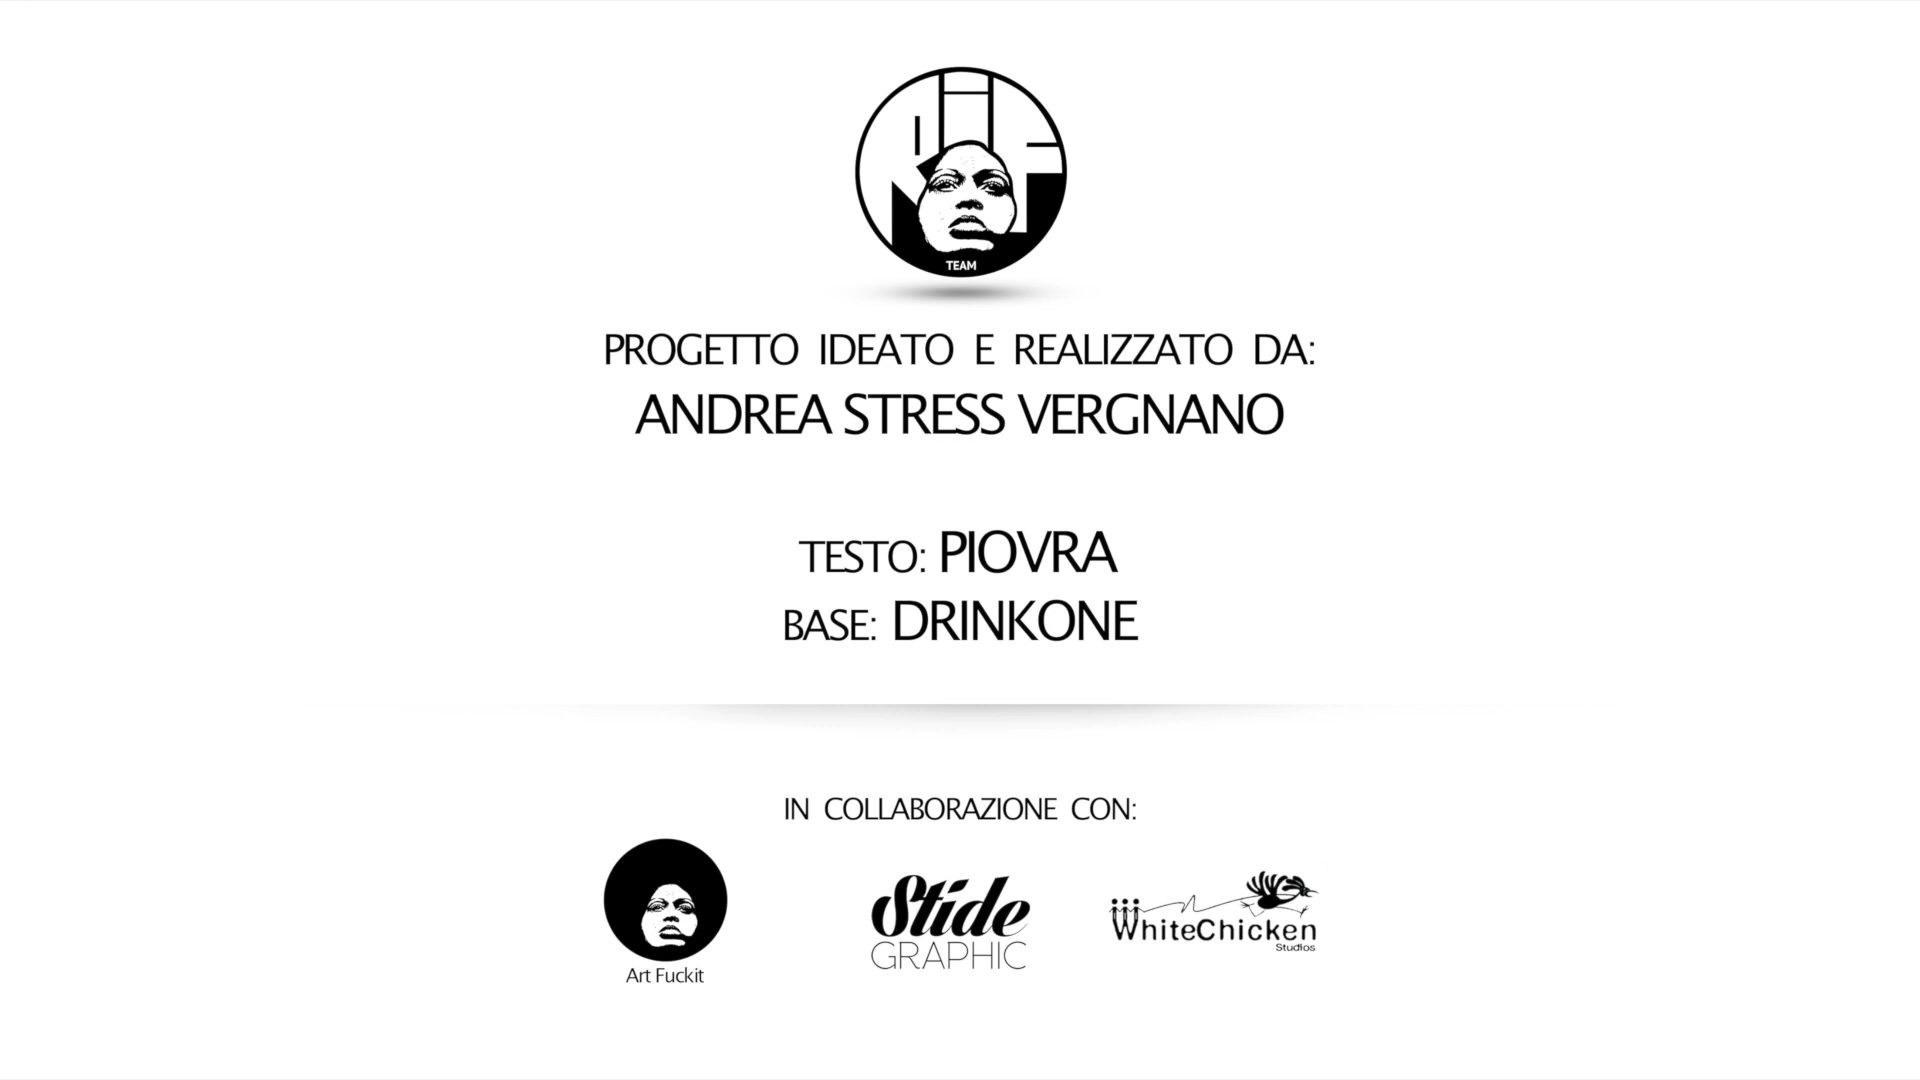 TEAM
PROGETTO IDEATO E REALIZZATO DA:
ANDREA STRESS VERGNANO
TESTO: PIOVRA
BASE: DRINKONE
IN COLLABORAZIONE CON:
Art Fuckit
Stide
GRAPHIC
WhiteChicken
Studios